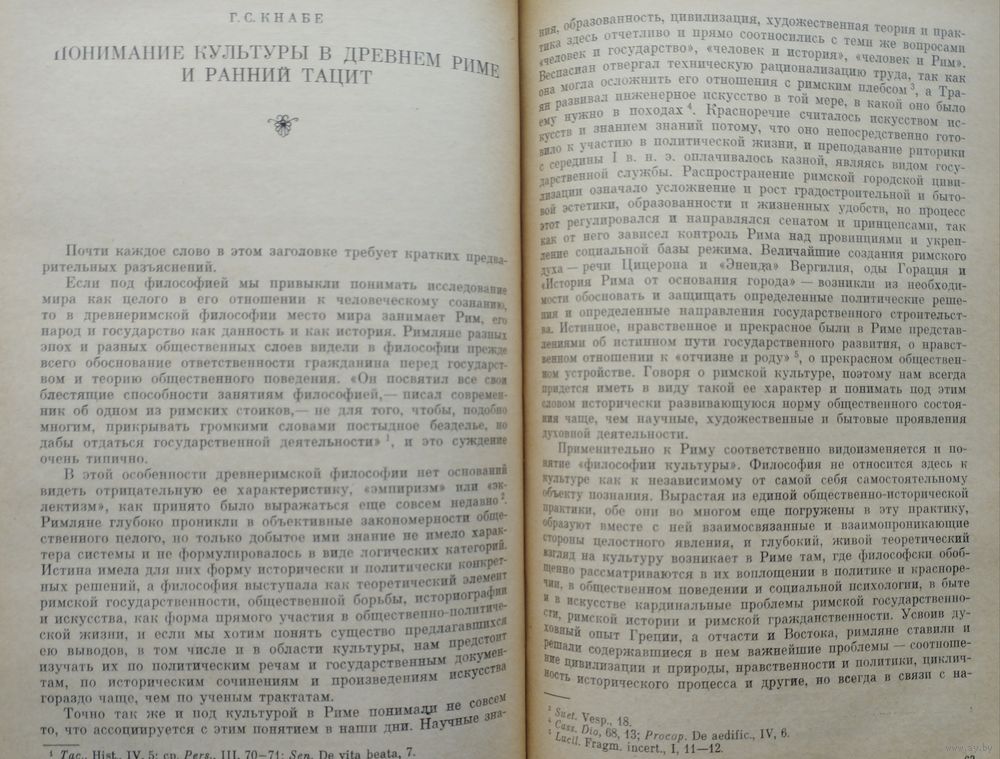 Г. С. КНАБЕ
ПОНИМАНИЕ КУЛЬТУРЫ В ДРЕВНЕМ РИМЕ
И РАННИЙ ТАЦИТ
Почти каждое слово в этом заголовке требует кратких предва-
рительных разъяснений.
Если под философией мы привыкли понимать исследование
мира как целого в его отношении к человеческому сознанию,
то в древнеримской философии место мира занимает Рим, его
народ и государство как данность и как история. Римляне разных
эпох и разных общественных слоев видели в философии прежде
всего обоснование ответственности гражданина перед государст-
вом и теорию общественного поведения. «Он посвятил все свои
блестящие способности занятиям философией,— писал современ-
ник об одном из римских стоиков,— не для того, чтобы, подобно
многим, прикрывать громкими словами постыдное безделье, но
дабы отдаться государственной деятельности» 1, и это суждение
очень типично.
В этой особенности древнеримской философии нет оснований
видеть отрицательную ее характеристику, «эмпиризм» или «эк-
лектизм», как принято было выражаться еще совсем недавно 2.
Римляне глубоко проникли в объективные закономерности обще-
ственного целого, но только добытое ими знание не имело харак-
тера системы и не формулировалось в виде логических категорий.
Истина имела для них форму исторически и политически конкрет-
ных решений, а философия выступала как теоретический элемент
римской государственности, общественной борьбы, историографии
и искусства, как форма прямого участия в общественно-политиче-
ской жизни, и если мы хотим понять существо предлагавшихся
ею выводов, в том числе и в области культуры, нам предстоит
изучать их по политическим речам и государственным докумен-
там, по историческим сочинениям и произведениям искусства
гораздо чаще, чем по ученым трактатам.
Точно так же и под культурой в Риме понимали не совсем
то, что ассоциируется с этим понятием в наши дни. Научные зна-
1 Tac., Hist., IV, 5; ср. Pers., III, 70—71; Sen. De vita beata, 7.
ния, образованность, цивилизация, художественная теория и прак-
тика здесь отчетливо и прямо соотносились с теми же вопросами
«человек и государство», «человек и история», «человек и Рим».
Веспасиан отвергал техническую рационализацию труда, так как
она могла осложнить его отношения с римским плебсом 3, а Тра-
ян развивал инженерное искусство в той мере, в какой оно было
ему нужно в походах 4. Красноречие считалось искусством ис-
кусств и знанием знаний потому, что оно непосредственно гото-
вило к участию в политической жизни, и преподавание риторики
с середины I в. н. э. оплачивалось казной, являясь видом госу-
дарственной службы. Распространение римской городской циви-
лизации означало усложнение и рост градостроительной и быто-
вой эстетики, образованности и жизненных удобств, но процесс
этот регулировался и направлялся сенатом и принцепсами, так
как от него зависел контроль Рима над провинциями и укреп-
ление социальной базы режима. Величайшие создания римского
духа — речи Цицерона и «Энеида» Вергилия, оды Горация и
«История Рима от основания города» — возникли из необходи-
мости обосновать и защищать определенные политические реше-
ния и определенные направления государственного строительст-
ва. Истинное, нравственное и прекрасное были в Риме представ-
лениями об истинном пути государственного развития, о нравст-
венном отношении к «отчизне и роду» 5, о прекрасном обществен-
ном устройстве. Говоря о римской культуре, поэтому нам всегда
придется иметь в виду такой ее характер и понимать под этим
словом исторически развивающуюся норму общественного состоя-
ния чаще, чем научные, художественные и бытовые проявления
духовной деятельности.
Применительно к Риму соответственно видоизменяется и по-
нятие «философии культуры». Философия не относится здесь к
культуре как к независимому от самой себя самостоятельному
объекту познания. Вырастая из единой общественно-исторической
практики, обе они во многом еще погружены в эту практику,
образуют вместе с ней взаимосвязанные и взаимопроникающие
стороны целостного явления, и глубокий, живой теоретический
взгляд на культуру возникает в Риме там, где философски обоб-
щенно рассматриваются в их воплощении в политике и красноре-
чии, в общественном поведении и социальной психологии, в быте
и в искусстве кардинальные проблемы римской государственно-
сти, римской истории и римской гражданственности. Усвоив ду-
ховный опыт Греции, а отчасти и Востока, римляне ставили и
решали содержавшиеся в нем важнейшие проблемы — соотноше-
ние цивилизации и природы, нравственности и политики, циклич-
ность исторического процесса и другие, но всегда в связи с на-
3 Suet. Vesp., 18.
4 Cass. Dio, 68, 13; Procop. De aedific., IV, 6.
5 Lucil. Fragm. incert., I, 11—12.
63
www.ay.by